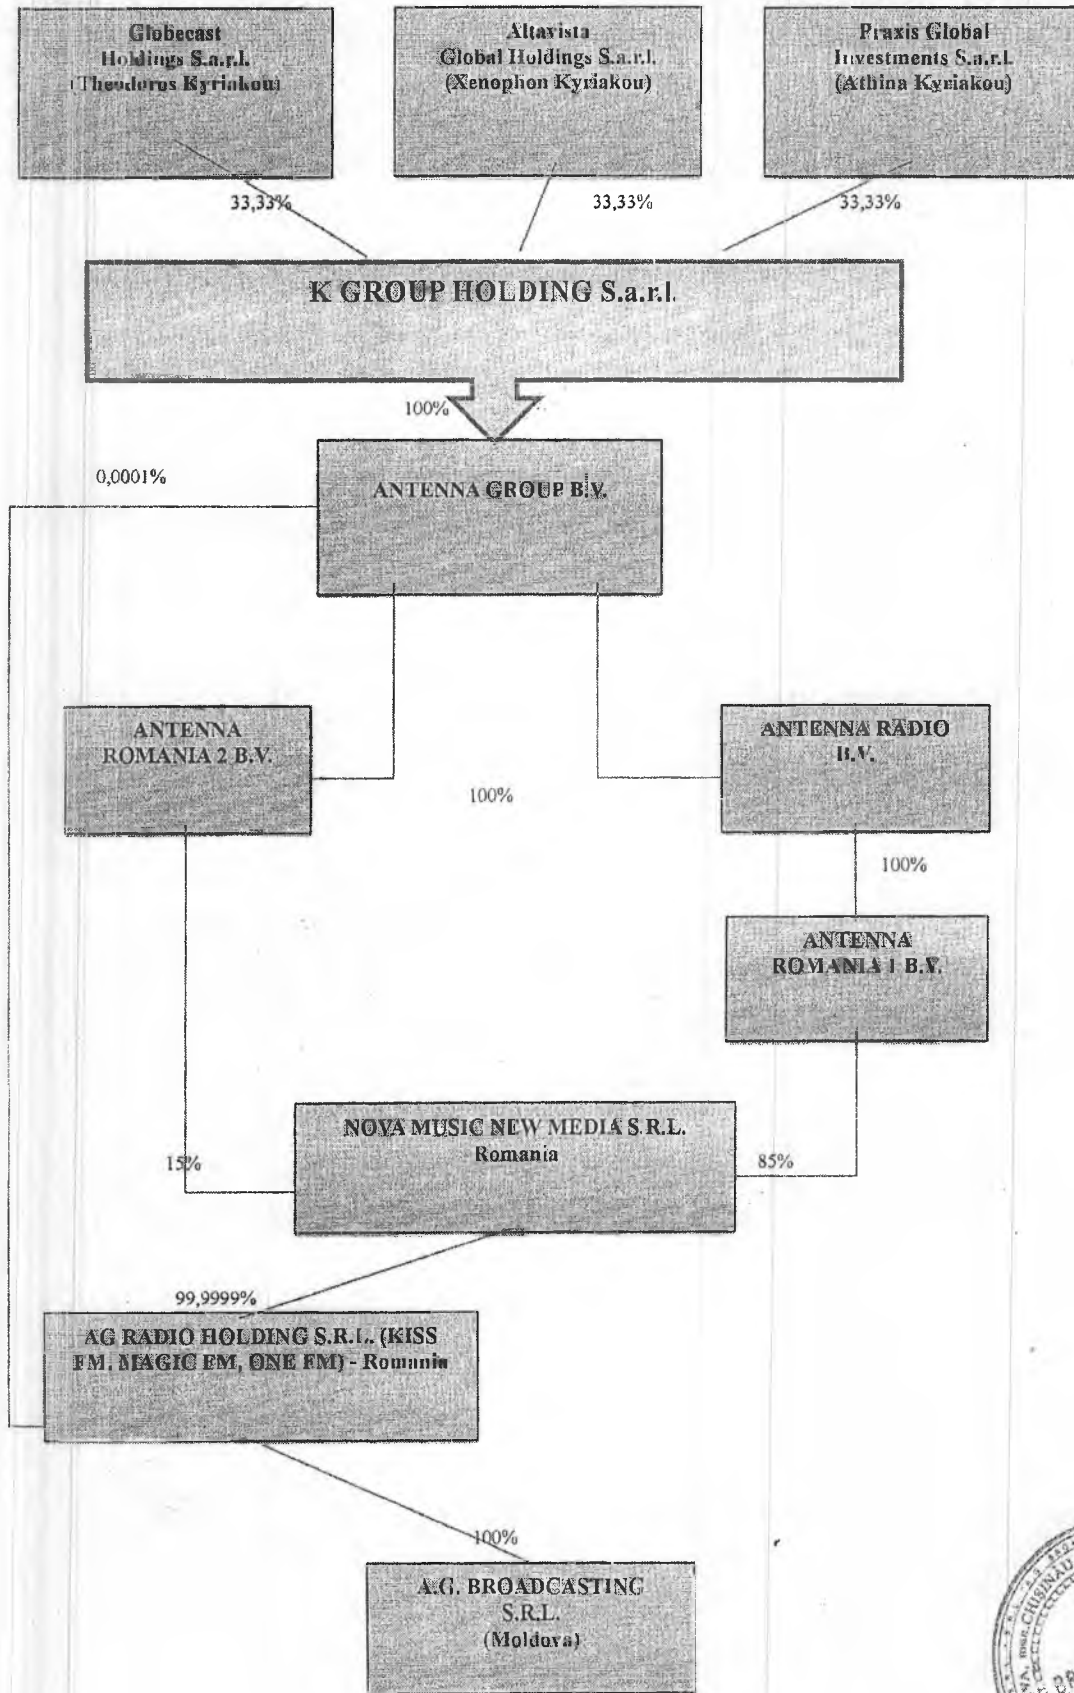 Globecast
Holdings S.a.r.l.
(Theodorus Kyriakou)
Altavista
Global Holdings S.a.r.l.
(Xenophon Kyriakou)
Praxis Global
Investments S.a.r.l.
(Athina Kyriakou)
33,33%
33,33%
33,33%
K GROUP HOLDING S.a.r.l.
100%
0,0001%
ANTENNA GROUP B.V.
ANTENNA
ROMANIA 2 B.V.
ANTENNA RADIO
B.V.
100%
100%
ANTENNA
ROMANIA 1 B.V.
NOVA MUSIC NEW MEDIA S.R.L.
Romania
15%
85%
99,9999%
AG RADIO HOLDING S.R.L. (KISS
FM, MAGIC FM, ONE FM) - Romania
100%
A.G. BROADCASTING
S.R.L.
(Moldova)
CHIŞINĂU